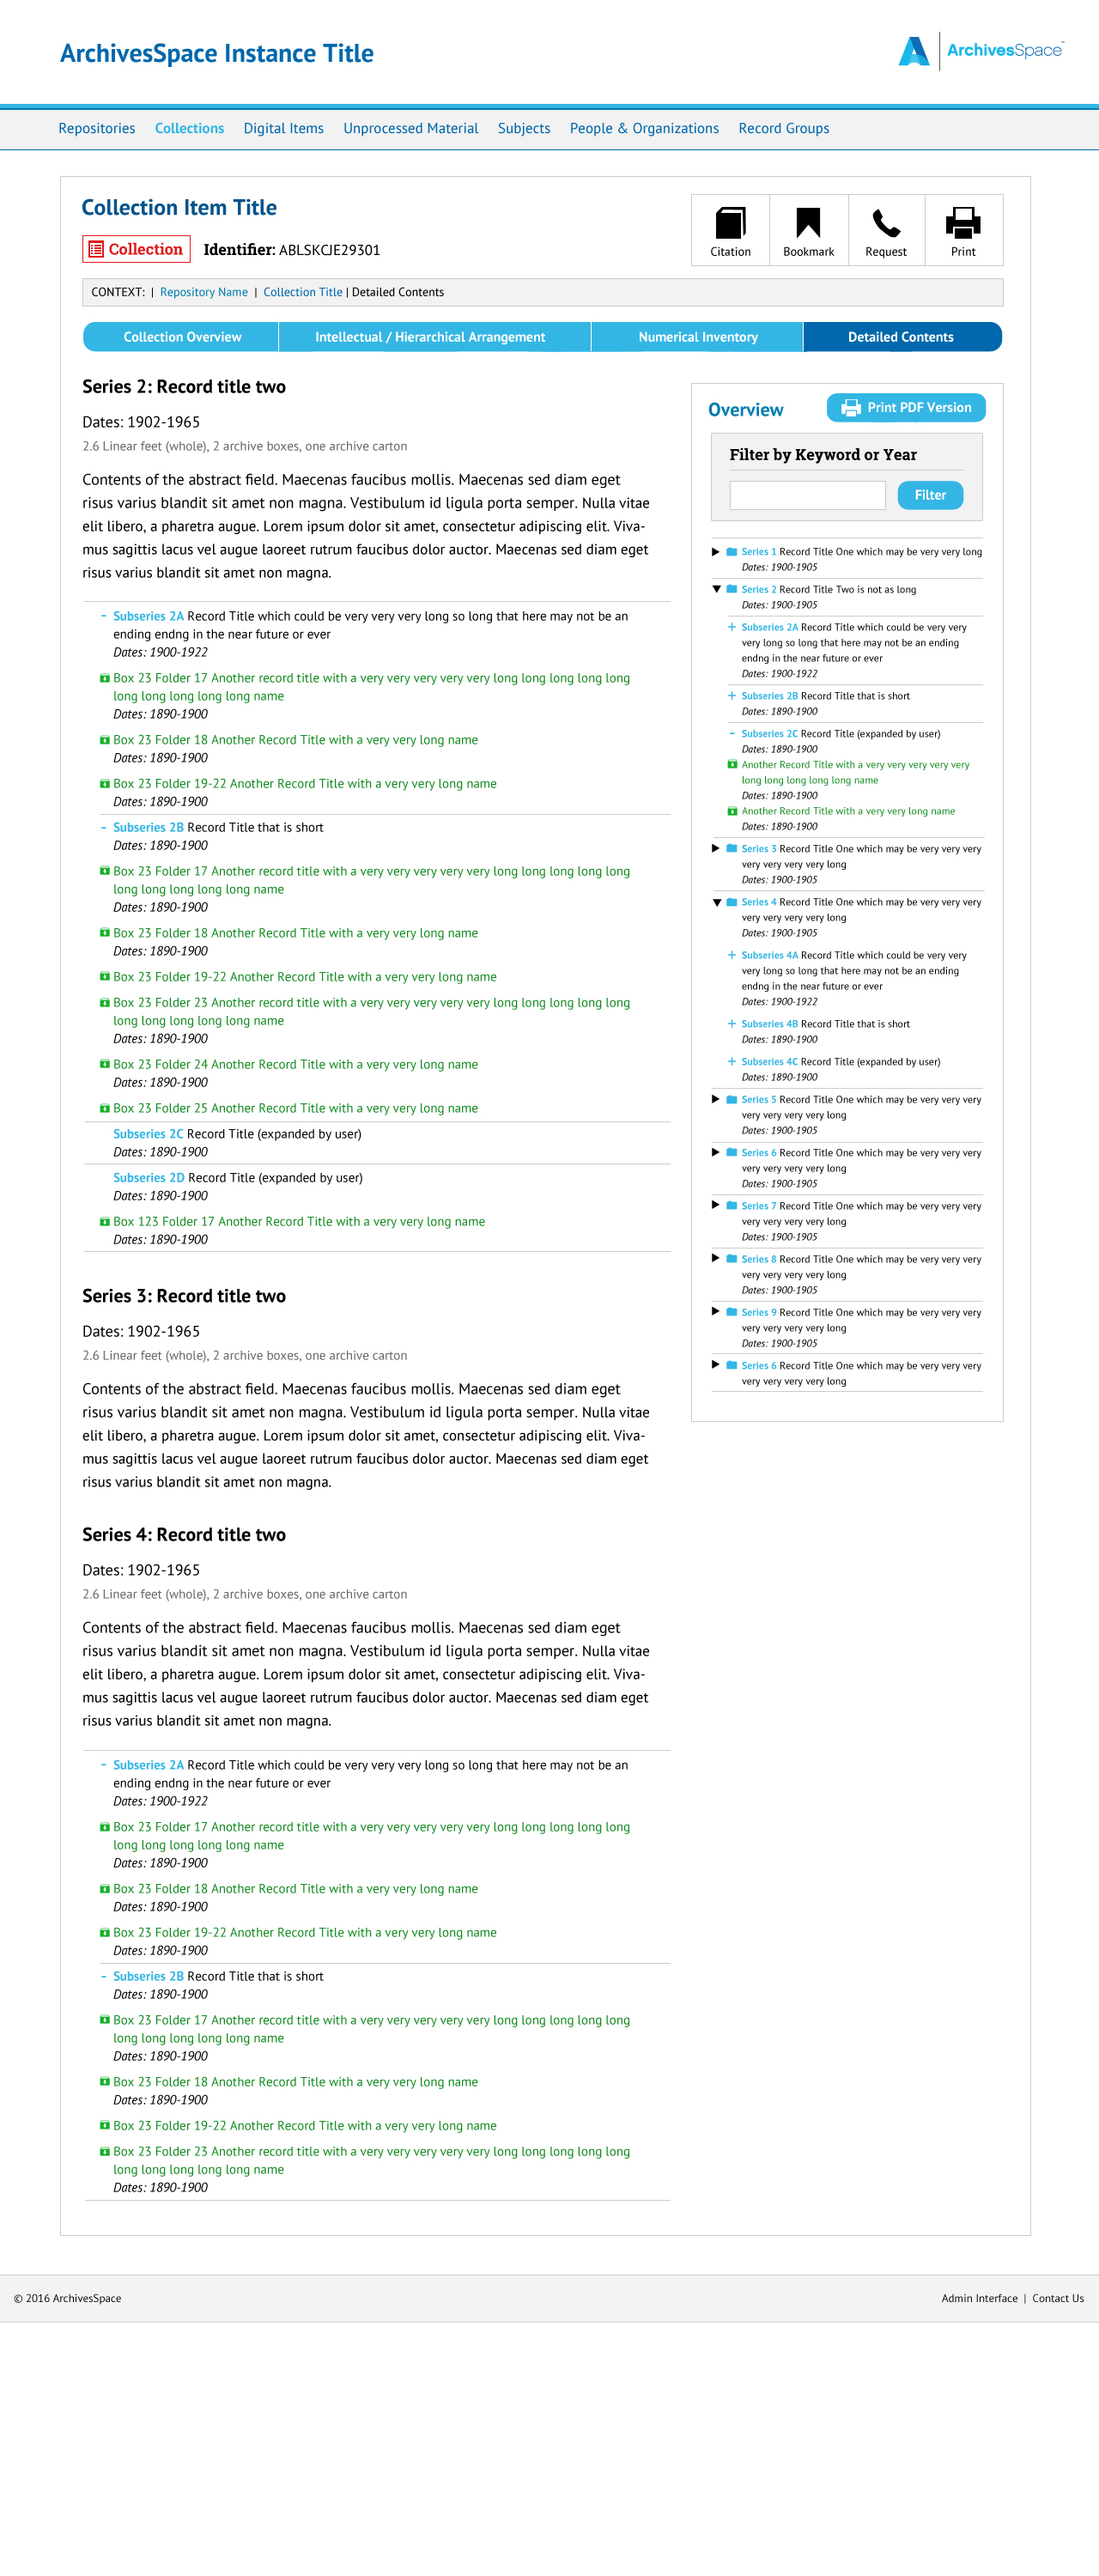 ArchivesSpace Instance Title
ArchivesSpace™
Repositories Collections Digital Items Unprocessed Material Subjects People & Organizations Record Groups
Collection Item Title
Collection Identifier: ABLSKCJE29301
Citation Bookmark Request Print
CONTEXT: | Repository Name | Collection Title | Detailed Contents
Collection Overview Intellectual / Hierarchical Arrangement Numerical Inventory Detailed Contents
Series 2: Record title two
Dates: 1902-1965
2.6 Linear feet (whole), 2 archive boxes, one archive carton
Contents of the abstract field. Maecenas faucibus mollis. Maecenas sed diam eget
risus varius blandit sit amet non magna. Vestibulum id ligula porta semper. Nulla vitae
elit libero, a pharetra augue. Lorem ipsum dolor sit amet, consectetur adipiscing elit. Viva-
mus sagittis lacus vel augue laoreet rutrum faucibus dolor auctor. Maecenas sed diam eget
risus varius blandit sit amet non magna.
- Subseries 2A Record Title which could be very very very long so long that here may not be an
ending endng in the near future or ever
Dates: 1900-1922
Box 23 Folder 17 Another record title with a very very very very very long long long long long
long long long long long name
Dates: 1890-1900
Box 23 Folder 18 Another Record Title with a very very long name
Dates: 1890-1900
Box 23 Folder 19-22 Another Record Title with a very very long name
Dates: 1890-1900
- Subseries 2B Record Title that is short
Dates: 1890-1900
Box 23 Folder 17 Another record title with a very very very very very long long long long long
long long long long long name
Dates: 1890-1900
Box 23 Folder 18 Another Record Title with a very very long name
Dates: 1890-1900
Box 23 Folder 19-22 Another Record Title with a very very long name
Box 23 Folder 23 Another record title with a very very very very very long long long long long
long long long long long name
Dates: 1890-1900
Box 23 Folder 24 Another Record Title with a very very long name
Dates: 1890-1900
Box 23 Folder 25 Another Record Title with a very very long name
Subseries 2C Record Title (expanded by user)
Dates: 1890-1900
Subseries 2D Record Title (expanded by user)
Dates: 1890-1900
Box 123 Folder 17 Another Record Title with a very very long name
Dates: 1890-1900
Series 3: Record title two
Dates: 1902-1965
2.6 Linear feet (whole), 2 archive boxes, one archive carton
Contents of the abstract field. Maecenas faucibus mollis. Maecenas sed diam eget
risus varius blandit sit amet non magna. Vestibulum id ligula porta semper. Nulla vitae
elit libero, a pharetra augue. Lorem ipsum dolor sit amet, consectetur adipiscing elit. Viva-
mus sagittis lacus vel augue laoreet rutrum faucibus dolor auctor. Maecenas sed diam eget
risus varius blandit sit amet non magna.
Series 4: Record title two
Dates: 1902-1965
2.6 Linear feet (whole), 2 archive boxes, one archive carton
Contents of the abstract field. Maecenas faucibus mollis. Maecenas sed diam eget
risus varius blandit sit amet non magna. Vestibulum id ligula porta semper. Nulla vitae
elit libero, a pharetra augue. Lorem ipsum dolor sit amet, consectetur adipiscing elit. Viva-
mus sagittis lacus vel augue laoreet rutrum faucibus dolor auctor. Maecenas sed diam eget
risus varius blandit sit amet non magna.
- Subseries 2A Record Title which could be very very very long so long that here may not be an
ending endng in the near future or ever
Dates: 1900-1922
Box 23 Folder 17 Another record title with a very very very very very long long long long long
long long long long long name
Dates: 1890-1900
Box 23 Folder 18 Another Record Title with a very very long name
Dates: 1890-1900
Box 23 Folder 19-22 Another Record Title with a very very long name
Dates: 1890-1900
- Subseries 2B Record Title that is short
Dates: 1890-1900
Box 23 Folder 17 Another record title with a very very very very very long long long long long
long long long long long name
Dates: 1890-1900
Box 23 Folder 18 Another Record Title with a very very long name
Dates: 1890-1900
Box 23 Folder 19-22 Another Record Title with a very very long name
Box 23 Folder 23 Another record title with a very very very very very long long long long long
long long long long long name
Dates: 1890-1900
Overview
Print PDF Version
Filter by Keyword or Year
Filter
Series 1 Record Title One which may be very very long
Dates: 1900-1905
Series 2 Record Title Two is not as long
Dates: 1900-1905
+ Subseries 2A Record Title which could be very very
very long so long that here may not be an ending
endng in the near future or ever
Dates: 1900-1922
+ Subseries 2B Record Title that is short
Dates: 1890-1900
- Subseries 2C Record Title (expanded by user)
Dates: 1890-1900
Another Record Title with a very very very very very
long long long long long name
Dates: 1890-1900
Another Record Title with a very very long name
Dates: 1890-1900
Series 3 Record Title One which may be very very very
very very very very long
Dates: 1900-1905
Series 4 Record Title One which may be very very very
very very very very long
Dates: 1900-1905
+ Subseries 4A Record Title which could be very very
very long so long that here may not be an ending
endng in the near future or ever
Dates: 1900-1922
+ Subseries 4B Record Title that is short
Dates: 1890-1900
+ Subseries 4C Record Title (expanded by user)
Dates: 1890-1900
Series 5 Record Title One which may be very very very
very very very very long
Dates: 1900-1905
Series 6 Record Title One which may be very very very
very very very very long
Dates: 1900-1905
Series 7 Record Title One which may be very very very
very very very very long
Dates: 1900-1905
Series 8 Record Title One which may be very very very
very very very very long
Dates: 1900-1905
Series 9 Record Title One which may be very very very
very very very very long
Dates: 1900-1905
Series 6 Record Title One which may be very very very
very very very very long
© 2016 ArchivesSpace
Admin Interface | Contact Us